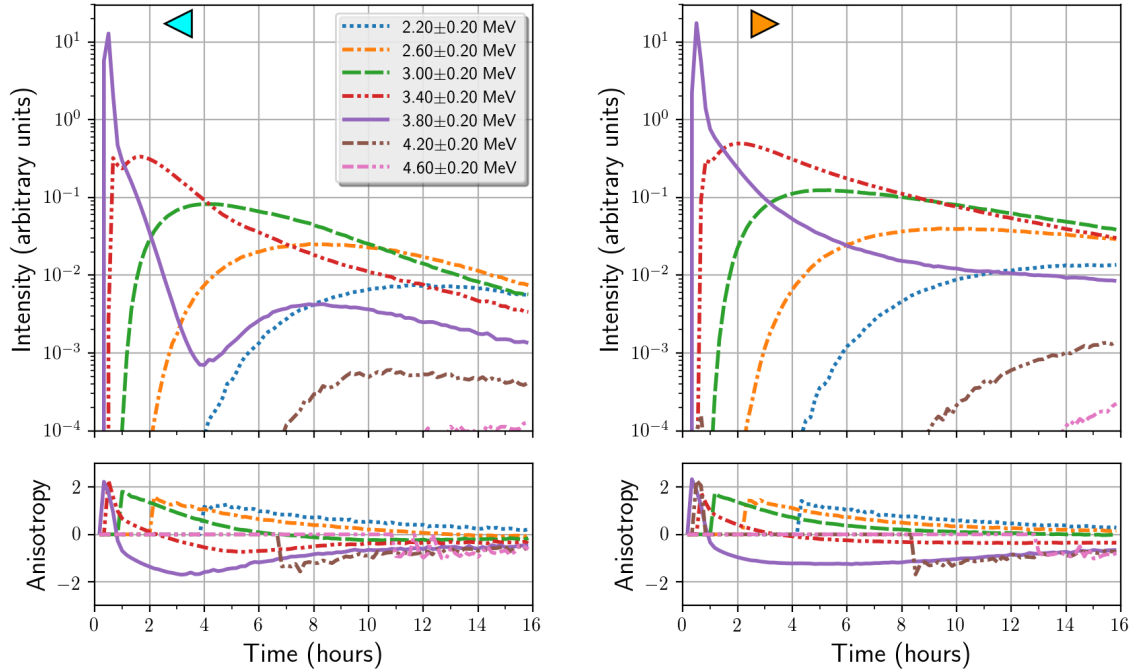 2.20±0.20 MeV
2.60±0.20 MeV
3.00±0.20 MeV
3.40±0.20 MeV
3.80±0.20 MeV
4.20±0.20 MeV
4.60±0.20 MeV
Intensity (arbitrary units)
10^1
10^0
10^−1
10^−2
10^−3
10^−4
Anisotropy
2
0
−2
0 2 4 6 8 10 12 14 16
Time (hours)
Intensity (arbitrary units)
10^1
10^0
10^−1
10^−2
10^−3
10^−4
Anisotropy
2
0
−2
0 2 4 6 8 10 12 14 16
Time (hours)